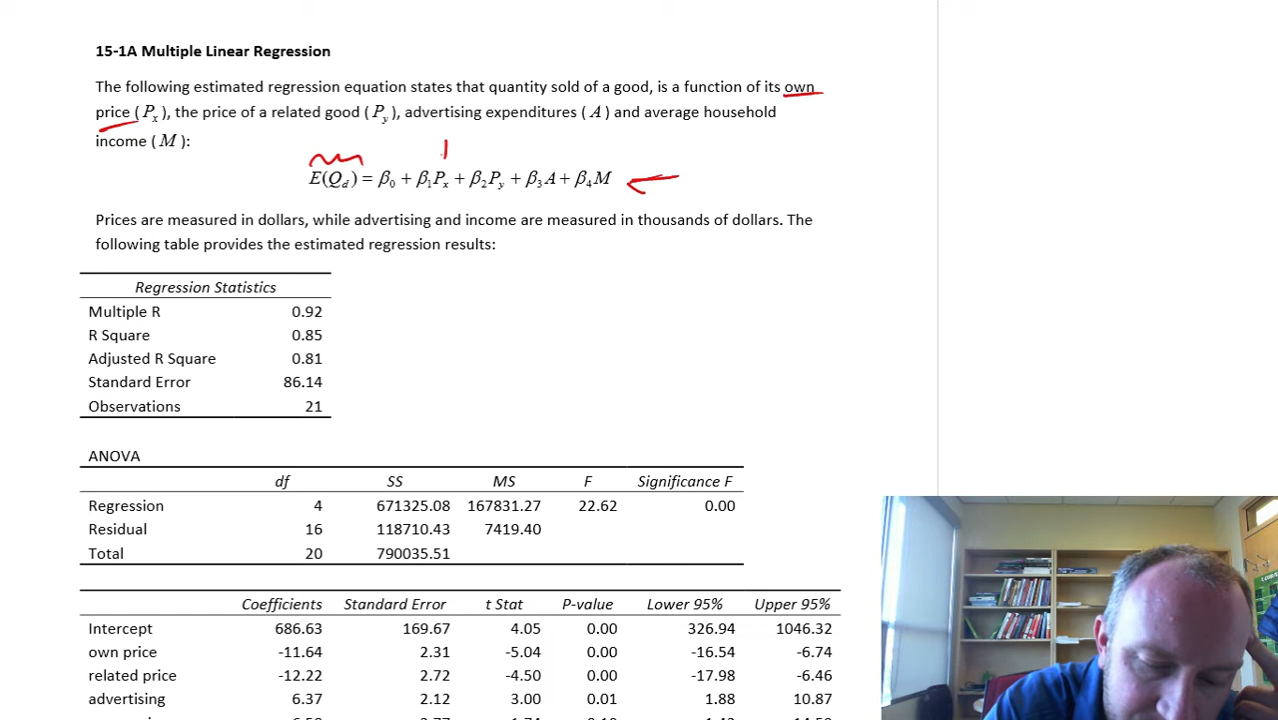 15-1A Multiple Linear Regression
The following estimated regression equation states that quantity sold of a good, is a function of its own
price ( Px ), the price of a related good ( Py ), advertising expenditures ( A ) and average household
income ( M ):
E(Qd) = β0 + β1Px + β2Py + β3A + β4M
Prices are measured in dollars, while advertising and income are measured in thousands of dollars. The
following table provides the estimated regression results:
Regression Statistics
Multiple R 0.92
R Square 0.85
Adjusted R Square 0.81
Standard Error 86.14
Observations 21
ANOVA
df SS MS F Significance F
Regression 4 671325.08 167831.27 22.62 0.00
Residual 16 118710.43 7419.40
Total 20 790035.51
Coefficients Standard Error t Stat P-value Lower 95% Upper 95%
Intercept 686.63 169.67 4.05 0.00 326.94 1046.32
own price -11.64 2.31 -5.04 0.00 -16.54 -6.74
related price -12.22 2.72 -4.50 0.00 -17.98 -6.46
advertising 6.37 2.12 3.00 0.01 1.88 10.87